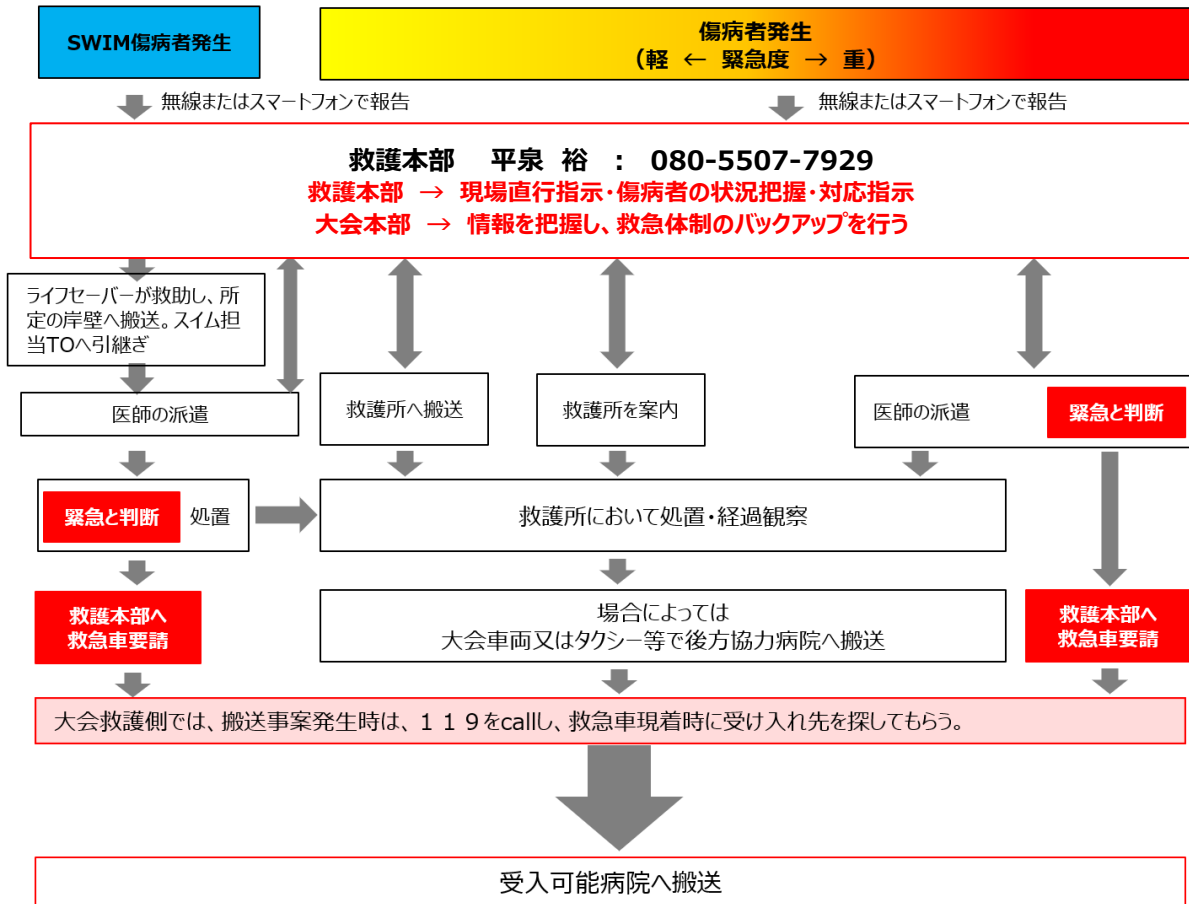 SWIM傷病者発生
傷病者発生
(軽 ← 緊急度 → 重)
無線またはスマートフォンで報告
無線またはスマートフォンで報告
救護本部 平泉 裕 : 080-5507-7929
救護本部 → 現場直行指示・傷病者の状況把握・対応指示
大会本部 → 情報を把握し、救急体制のバックアップを行う
ライフセーバーが救助し、所
定の岸壁へ搬送。スイム担
当TOへ引継ぎ
医師の派遣
救護所へ搬送
救護所を案内
医師の派遣
緊急と判断
緊急と判断
処置
救護所において処置・経過観察
救護本部へ
救急車要請
場合によっては
大会車両又はタクシー等で後方協力病院へ搬送
救護本部へ
救急車要請
大会救護側では、搬送事案発生時は、１１９をcallし、救急車現着時に受け入れ先を探してもらう。
受入可能病院へ搬送